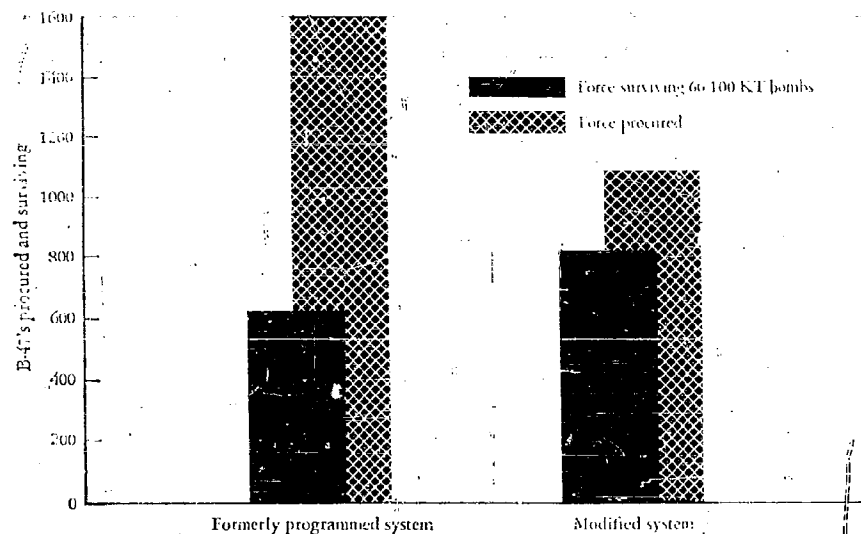 1600
1400
1200
1000
800
600
400
200
0
B-47's procured and surviving
Force surviving 66 100 KT bombs
Force procured
Formerly programmed system
Modified system